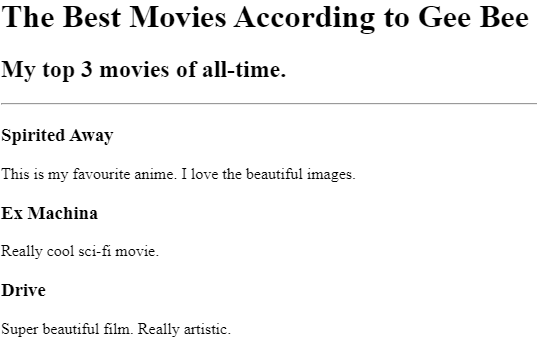 The Best Movies According to Gee Bee
My top 3 movies of all-time.
Spirited Away
This is my favourite anime. I love the beautiful images.
Ex Machina
Really cool sci-fi movie.
Drive
Super beautiful film. Really artistic.